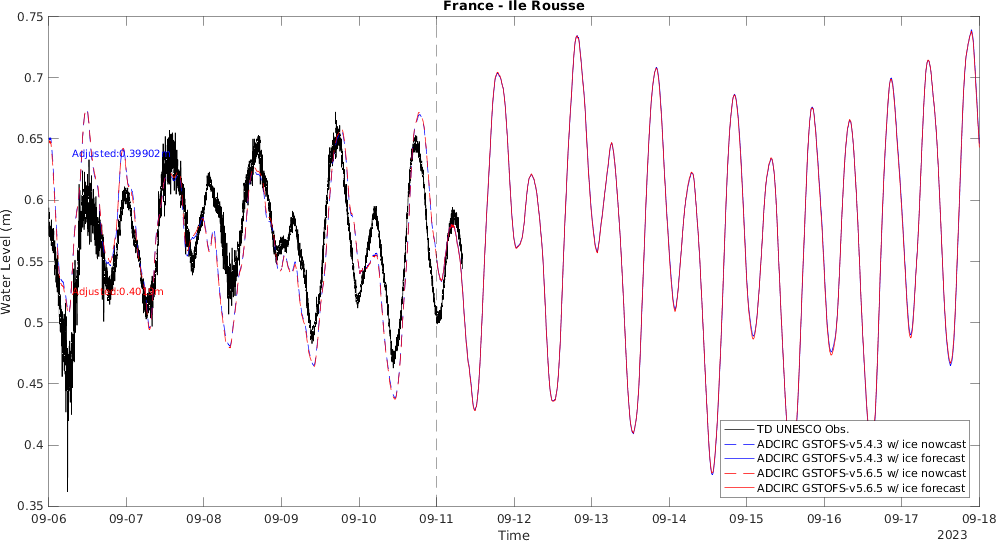 France - Ile Rousse
0.75
0.7
0.65
0.6
0.55
0.5
0.45
0.4
0.35
Water Level (m)
Adjusted:0.39902
TD UNESCO Obs.
ADCIRC GSTOFS-v5.4.3 w/ ice nowcast
ADCIRC GSTOFS-v5.4.3 w/ ice forecast
ADCIRC GSTOFS-v5.6.5 w/ ice nowcast
ADCIRC GSTOFS-v5.6.5 w/ ice forecast
09-06 09-07 09-08 09-09 09-10 09-11 09-12 09-13 09-14 09-15 09-16 09-17 09-18
Time
2023